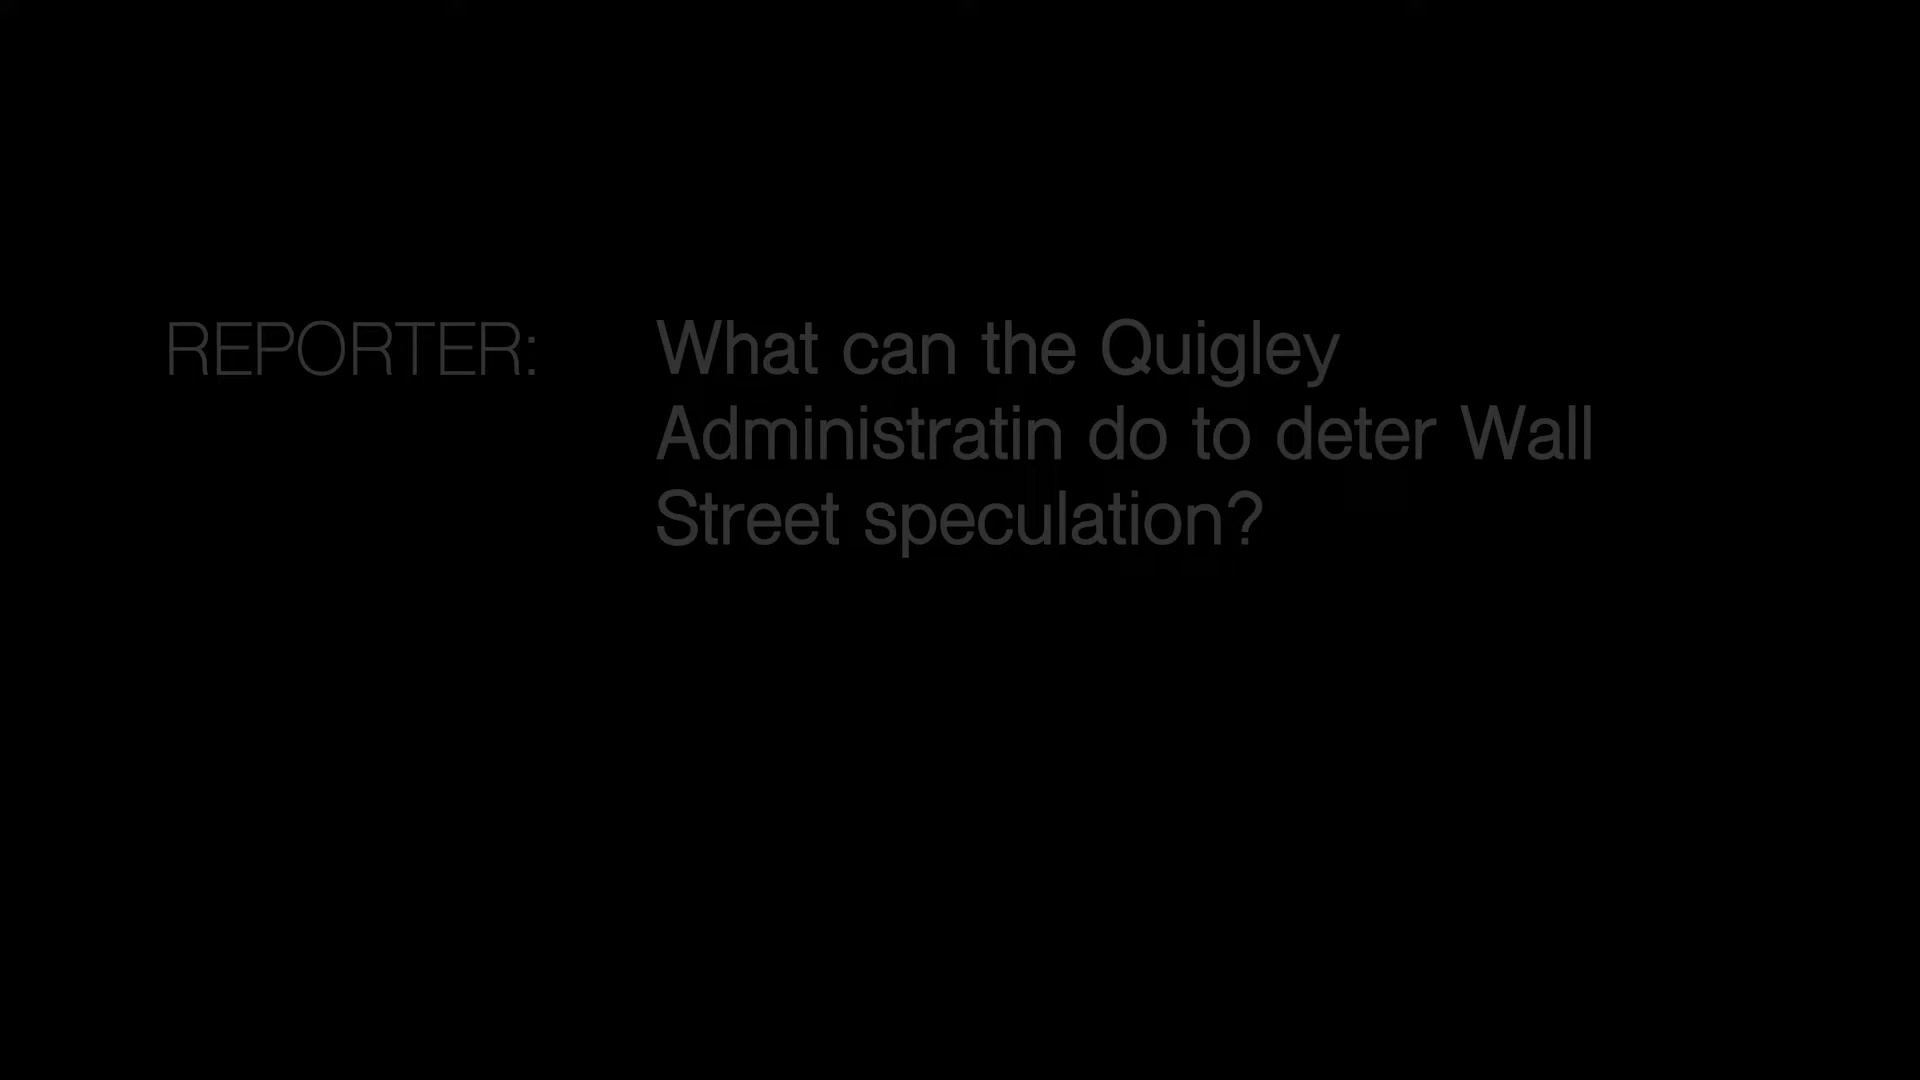 REPORTER: What can the Quigley
Administratin do to deter Wall
Street speculation?